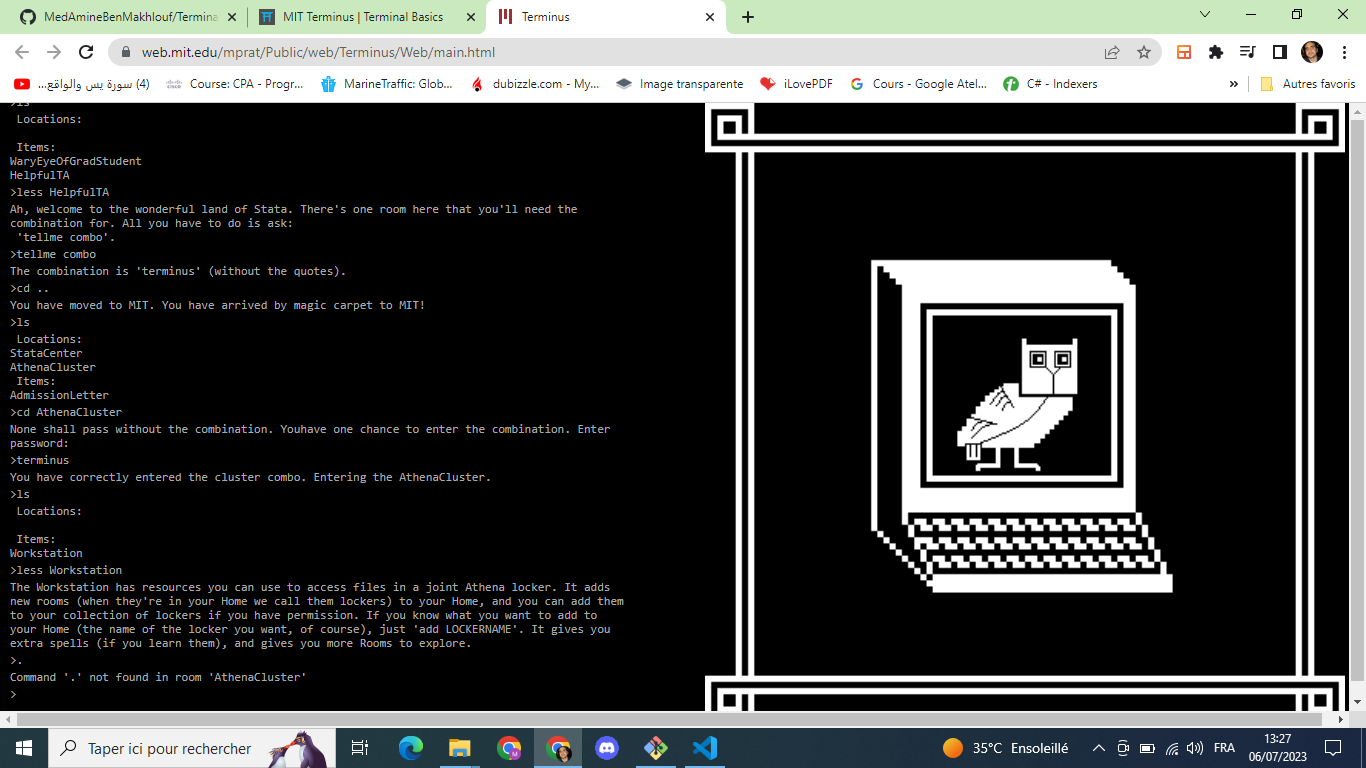 MedAmineBenMakhlouf/Termina
MIT Terminus | Terminal Basics
Terminus
web.mit.edu/mprat/Public/web/Terminus/Web/main.html
(4) سورة يس والواقع...
Course: CPA - Progr...
MarineTraffic: Glob...
dubizzle.com - My...
Image transparente
iLovePDF
Cours - Google Atel...
C# - Indexers
»
Autres favoris
>ls
Locations:
Items:
WaryEyeOfGradStudent
HelpfulTA
>less HelpfulTA
Ah, welcome to the wonderful land of Stata. There's one room here that you'll need the
combination for. All you have to do is ask:
'tellme combo'.
>tellme combo
The combination is 'terminus' (without the quotes).
>cd ..
You have moved to MIT. You have arrived by magic carpet to MIT!
>ls
Locations:
StataCenter
AthenaCluster
Items:
AdmissionLetter
>cd AthenaCluster
None shall pass without the combination. Youhave one chance to enter the combination. Enter
password:
>terminus
You have correctly entered the cluster combo. Entering the AthenaCluster.
>ls
Locations:
Items:
Workstation
>less Workstation
The Workstation has resources you can use to access files in a joint Athena locker. It adds
new rooms (when they're in your Home we call them lockers) to your Home, and you can add them
to your collection of lockers if you have permission. If you know what you want to add to
your Home (the name of the locker you want, of course), just 'add LOCKERNAME'. It gives you
extra spells (if you learn them), and gives you more Rooms to explore.
>.
Command '.' not found in room 'AthenaCluster'
>
Taper ici pour rechercher
35°C Ensoleillé
FRA
13:27
06/07/2023